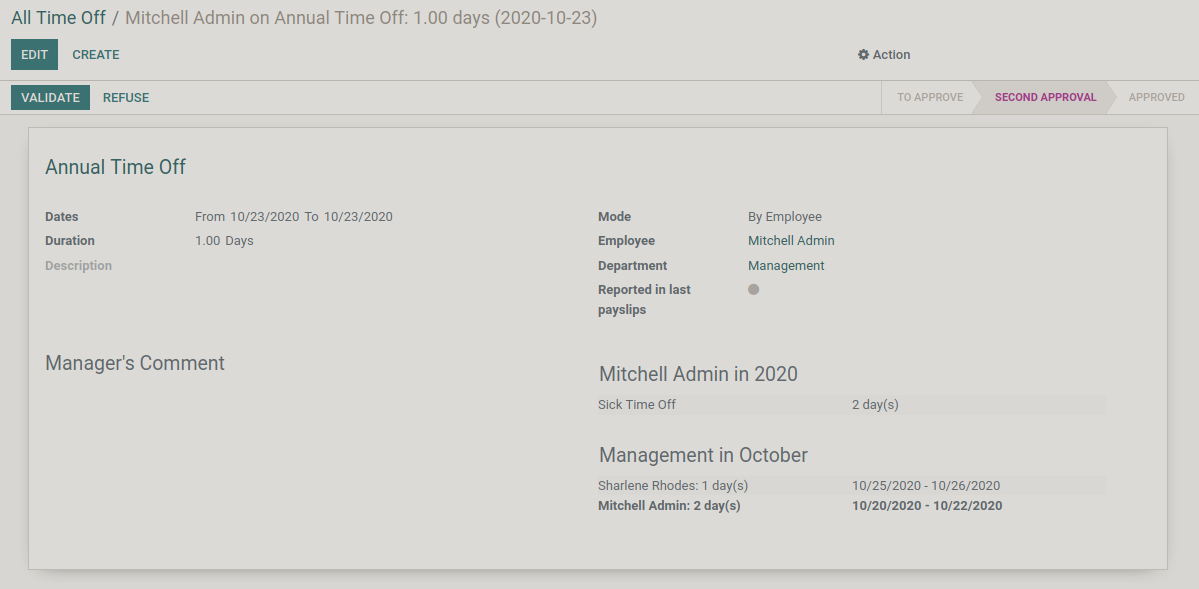 All Time Off / Mitchell Admin on Annual Time Off: 1.00 days (2020-10-23)
EDIT CREATE Action
VALIDATE REFUSE TO APPROVE SECOND APPROVAL APPROVED
Annual Time Off
Dates From 10/23/2020 To 10/23/2020
Duration 1.00 Days
Description
Mode By Employee
Employee Mitchell Admin
Department Management
Reported in last
payslips
Manager's Comment
Mitchell Admin in 2020
Sick Time Off 2 day(s)
Management in October
Sharlene Rhodes: 1 day(s) 10/25/2020 - 10/26/2020
Mitchell Admin: 2 day(s) 10/20/2020 - 10/22/2020